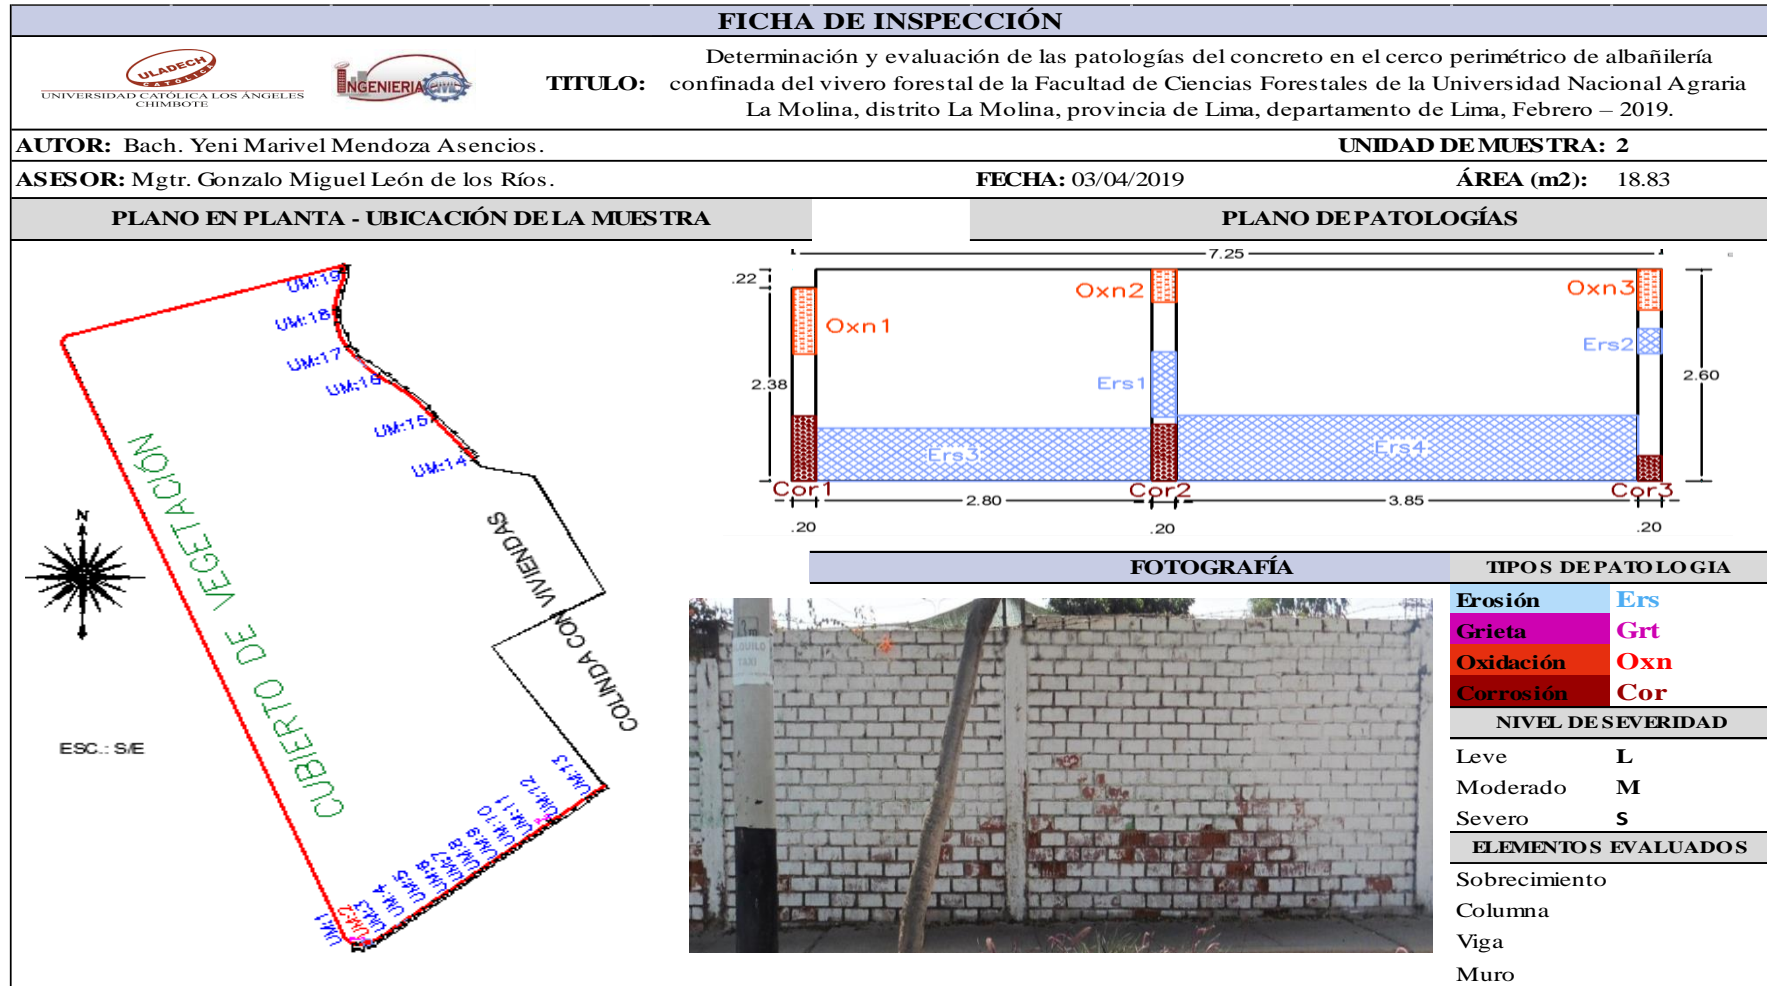 FICHA DE INSPECCIÓN
ULADECH
CATOLICA
UNIVERSIDAD CATÓLICA LOS ÁNGELES
CHIMBOTE
INGENIERIA CIVIL
TITULO:
Determinación y evaluación de las patologías del concreto en el cerco perimétrico de albañilería
confinada del vivero forestal de la Facultad de Ciencias Forestales de la Universidad Nacional Agraria
La Molina, distrito La Molina, provincia de Lima, departamento de Lima, Febrero – 2019.
AUTOR: Bach. Yeni Marivel Mendoza Asencios.
UNIDAD DE MUESTRA: 2
ASESOR: Mgtr. Gonzalo Miguel León de los Ríos.
FECHA: 03/04/2019
ÁREA (m2): 18.83
PLANO EN PLANTA - UBICACIÓN DE LA MUESTRA
UM:19
UM:18
UM:17
UM:16
UM:15
UM:14
CUBIERTO DE VEGETACIÓN
COLINDA CON VIVIENDAS
N
ESC.: S/E
UM:13
UM:12
UM:11
UM:10
UM:9
UM:8
UM:7
UM:6
UM:5
UM:4
UM:3
UM:2
UM:1
PLANO DE PATOLOGÍAS
7.25
.22
Oxn1
Oxn2
Oxn3
2.38
Ers1
Ers2
2.60
Ers3
Ers4
Cor1
2.80
Cor2
3.85
Cor3
.20
.20
.20
FOTOGRAFÍA
TAXI
TIPOS DE PATOLOGIA
Erosión Ers
Grieta Grt
Oxidación Oxn
Corrosión Cor
NIVEL DE SEVERIDAD
Leve L
Moderado M
Severo S
ELEMENTOS EVALUADOS
Sobrecimiento
Columna
Viga
Muro